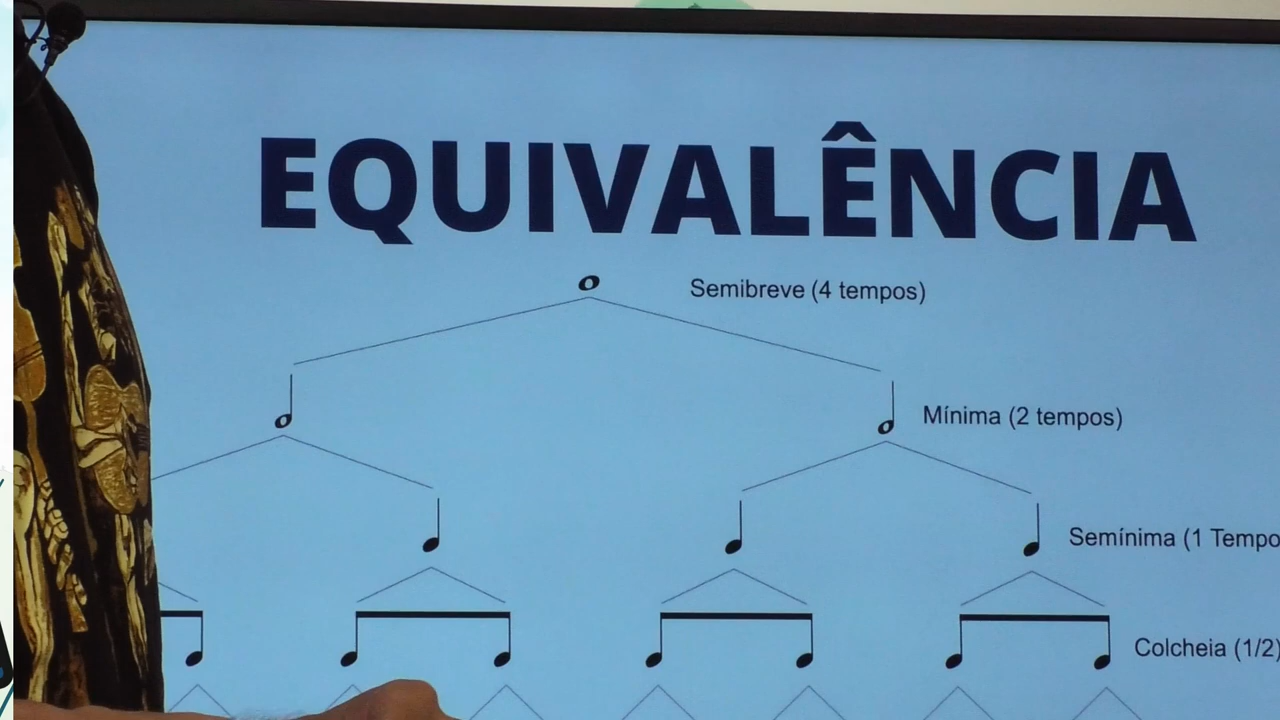 EQUIVALÊNCIA
Semibreve (4 tempos)
Mínima (2 tempos)
Semínima (1 Tempo
Colcheia (1/2)